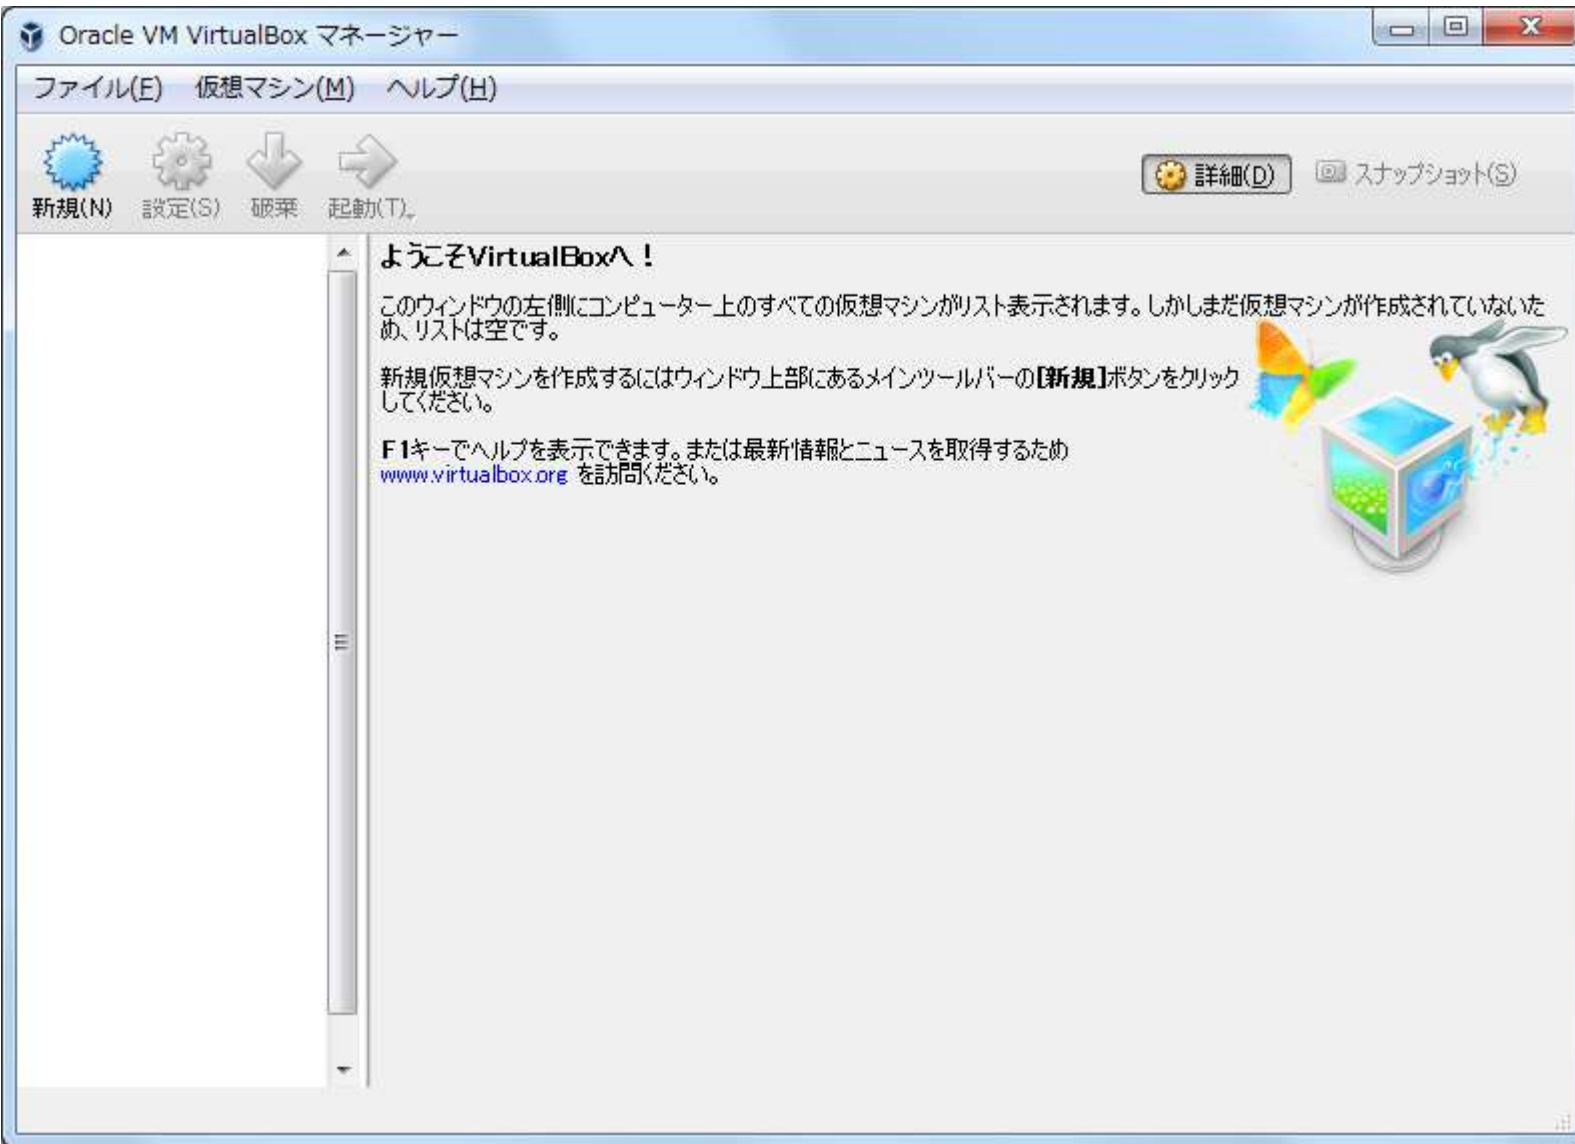 Oracle VM VirtualBox マネージャー
ファイル(F) 仮想マシン(M) ヘルプ(H)
新規(N) 設定(S) 破棄 起動(T) 詳細(D) スナップショット(S)
ようこそVirtualBoxへ！
このウィンドウの左側にコンピューター上のすべての仮想マシンがリスト表示されます。しかしまだ仮想マシンが作成されていないた
め、リストは空です。
新規仮想マシンを作成するにはウィンドウ上部にあるメインツールバーの[新規]ボタンをクリック
してください。
F1キーでヘルプを表示できます。または最新情報とニュースを取得するため
www.virtualbox.org を訪問ください。